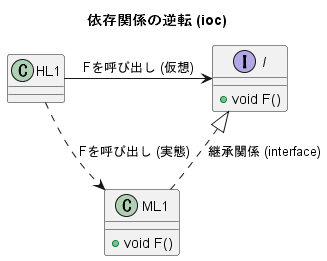 依存関係の逆転 (ioc)
C HL1
Fを呼び出し (仮想)
I I
+ void F()
Fを呼び出し (実態)
継承関係 (interface)
C ML1
+ void F()